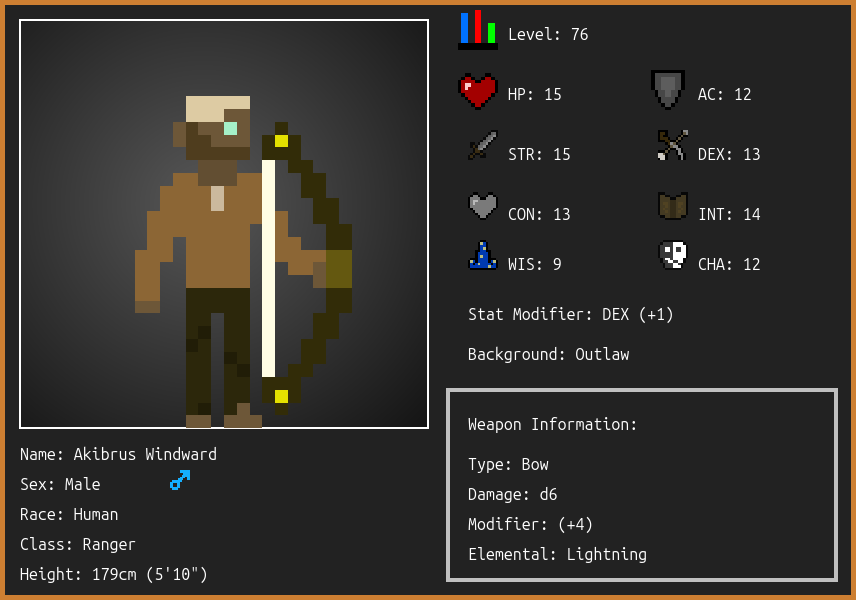 Level: 76
HP: 15
AC: 12
STR: 15
DEX: 13
CON: 13
INT: 14
WIS: 9
CHA: 12
Stat Modifier: DEX (+1)
Background: Outlaw
Weapon Information:
Type: Bow
Damage: d6
Modifier: (+4)
Elemental: Lightning
Name: Akibrus Windward
Sex: Male
Race: Human
Class: Ranger
Height: 179cm (5'10")